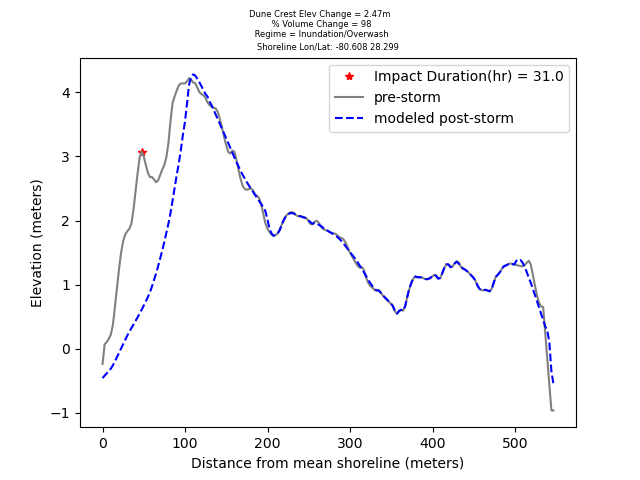 Dune Crest Elev Change = 2.47m
% Volume Change = 98
Regime = Inundation/Overwash
Shoreline Lon/Lat: -80.608 28.299
Impact Duration(hr) = 31.0
pre-storm
modeled post-storm
Elevation (meters)
4
3
2
1
0
−1
0 100 200 300 400 500
Distance from mean shoreline (meters)